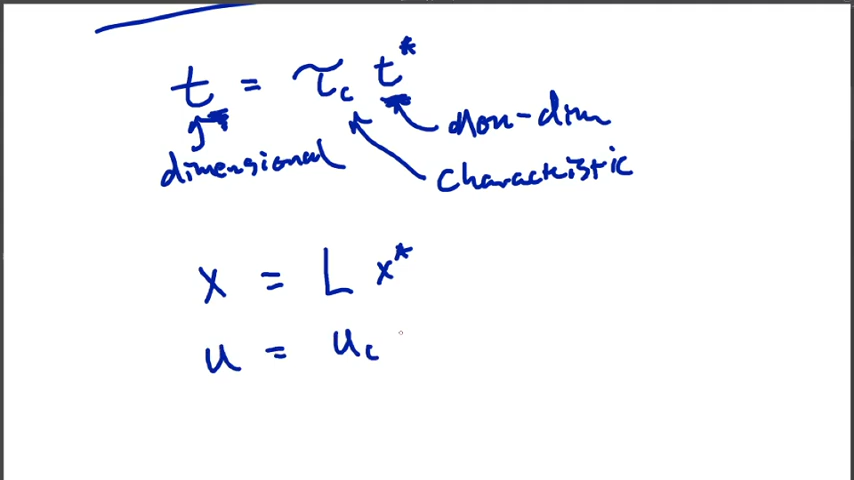 t = τc t*
non-dim
dimensional
characteristic
x = L x*
u = uc